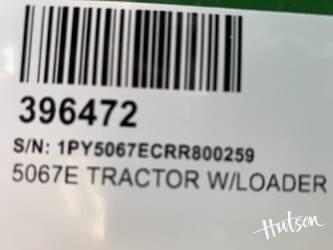 396472
S/N: 1PY5067ECRR800259
5067E TRACTOR W/LOADER
Hutson